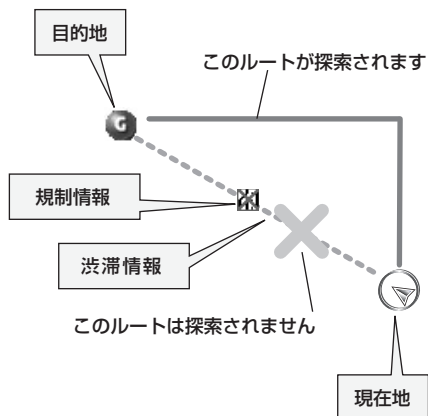 目的地
このルートが探索されます
G
規制情報
渋滞情報
このルートは探索されません
現在地